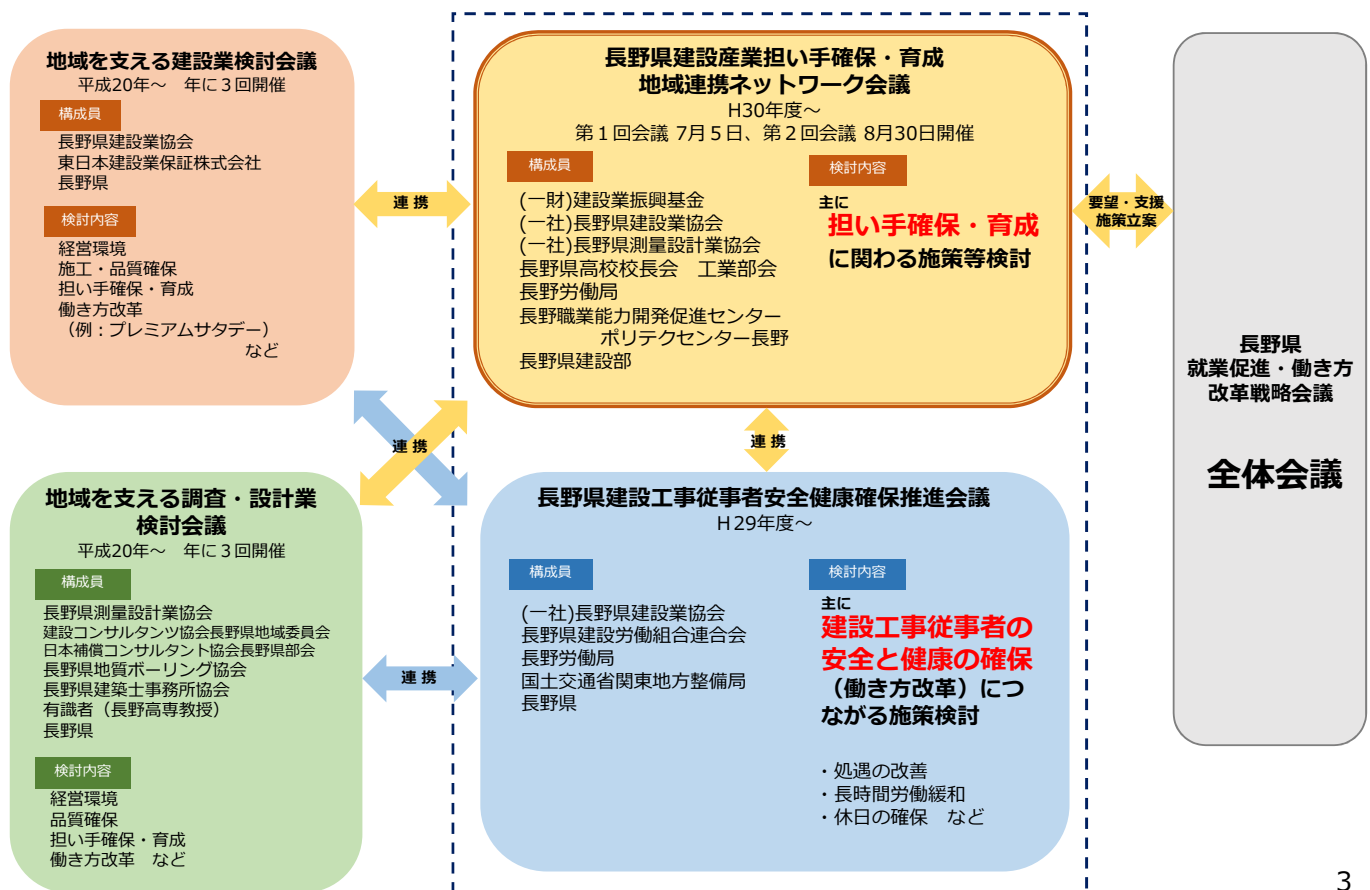 地域を支える建設業検討会議
平成20年～　年に３回開催
構成員
長野県建設業協会
東日本建設業保証株式会社
長野県
検討内容
経営環境
施工・品質確保
担い手確保・育成
働き方改革
（例：プレミアムサタデー）
など
連 携
長野県建設産業担い手確保・育成
地域連携ネットワーク会議
H30年度～
第１回会議 ７月５日、第２回会議 8月30日開催
構成員
(一財)建設業振興基金
(一社)長野県建設業協会
(一社)長野県測量設計業協会
長野県高校校長会　工業部会
長野労働局
長野職業能力開発促進センター
ポリテクセンター長野
長野県建設部
検討内容
主に
担い手確保・育成
に関わる施策等検討
要望・支援
施策立案
長野県
就業促進・働き方
改革戦略会議
全体会議
連 携
連 携
地域を支える調査・設計業
検討会議
平成20年～　年に３回開催
構成員
長野県測量設計業協会
建設コンサルタンツ協会長野県地域委員会
日本補償コンサルタント協会長野県部会
長野県地質ボーリング協会
長野県建築士事務所協会
有識者（長野高専教授）
長野県
検討内容
経営環境
品質確保
担い手確保・育成
働き方改革　など
連 携
長野県建設工事従事者安全健康確保推進会議
Ｈ29年度～
構成員
(一社)長野県建設業協会
長野県建設労働組合連合会
長野労働局
国土交通省関東地方整備局
長野県
検討内容
主に
建設工事従事者の
安全と健康の確保
（働き方改革）につ
ながる施策検討
・処遇の改善
・長時間労働緩和
・休日の確保　など
3